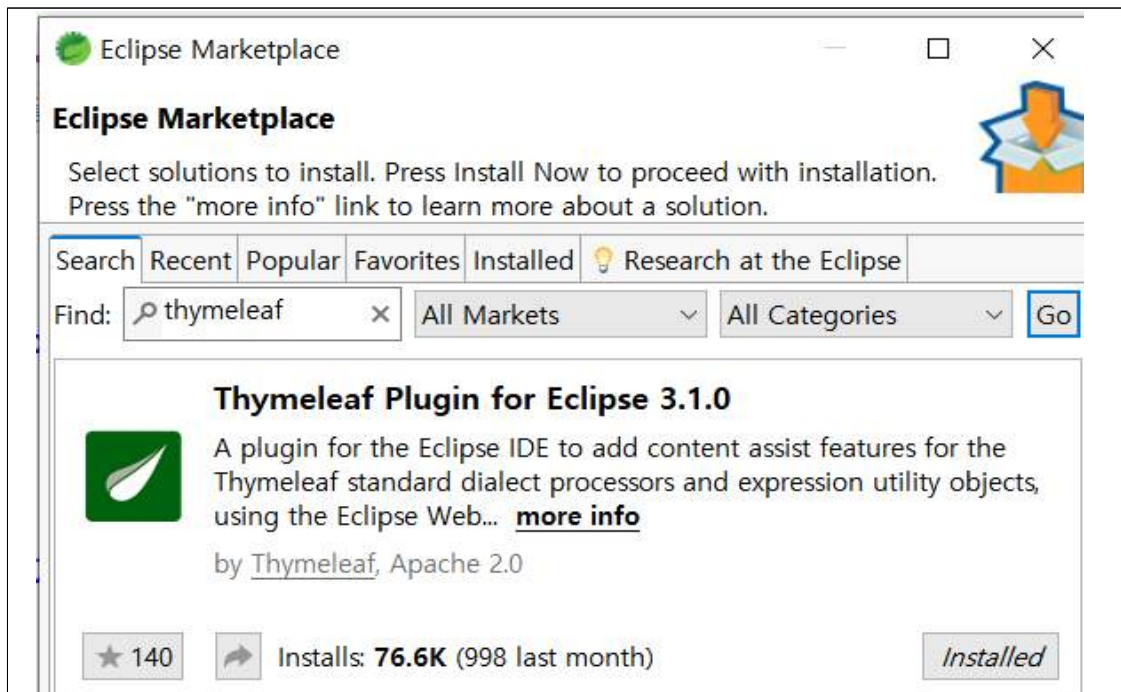 Eclipse Marketplace
Eclipse Marketplace
Select solutions to install. Press Install Now to proceed with installation.
Press the "more info" link to learn more about a solution.
Search Recent Popular Favorites Installed Research at the Eclipse
Find: thymeleaf All Markets All Categories Go
Thymeleaf Plugin for Eclipse 3.1.0
A plugin for the Eclipse IDE to add content assist features for the
Thymeleaf standard dialect processors and expression utility objects,
using the Eclipse Web... more info
by Thymeleaf, Apache 2.0
140 Installs: 76.6K (998 last month) Installed